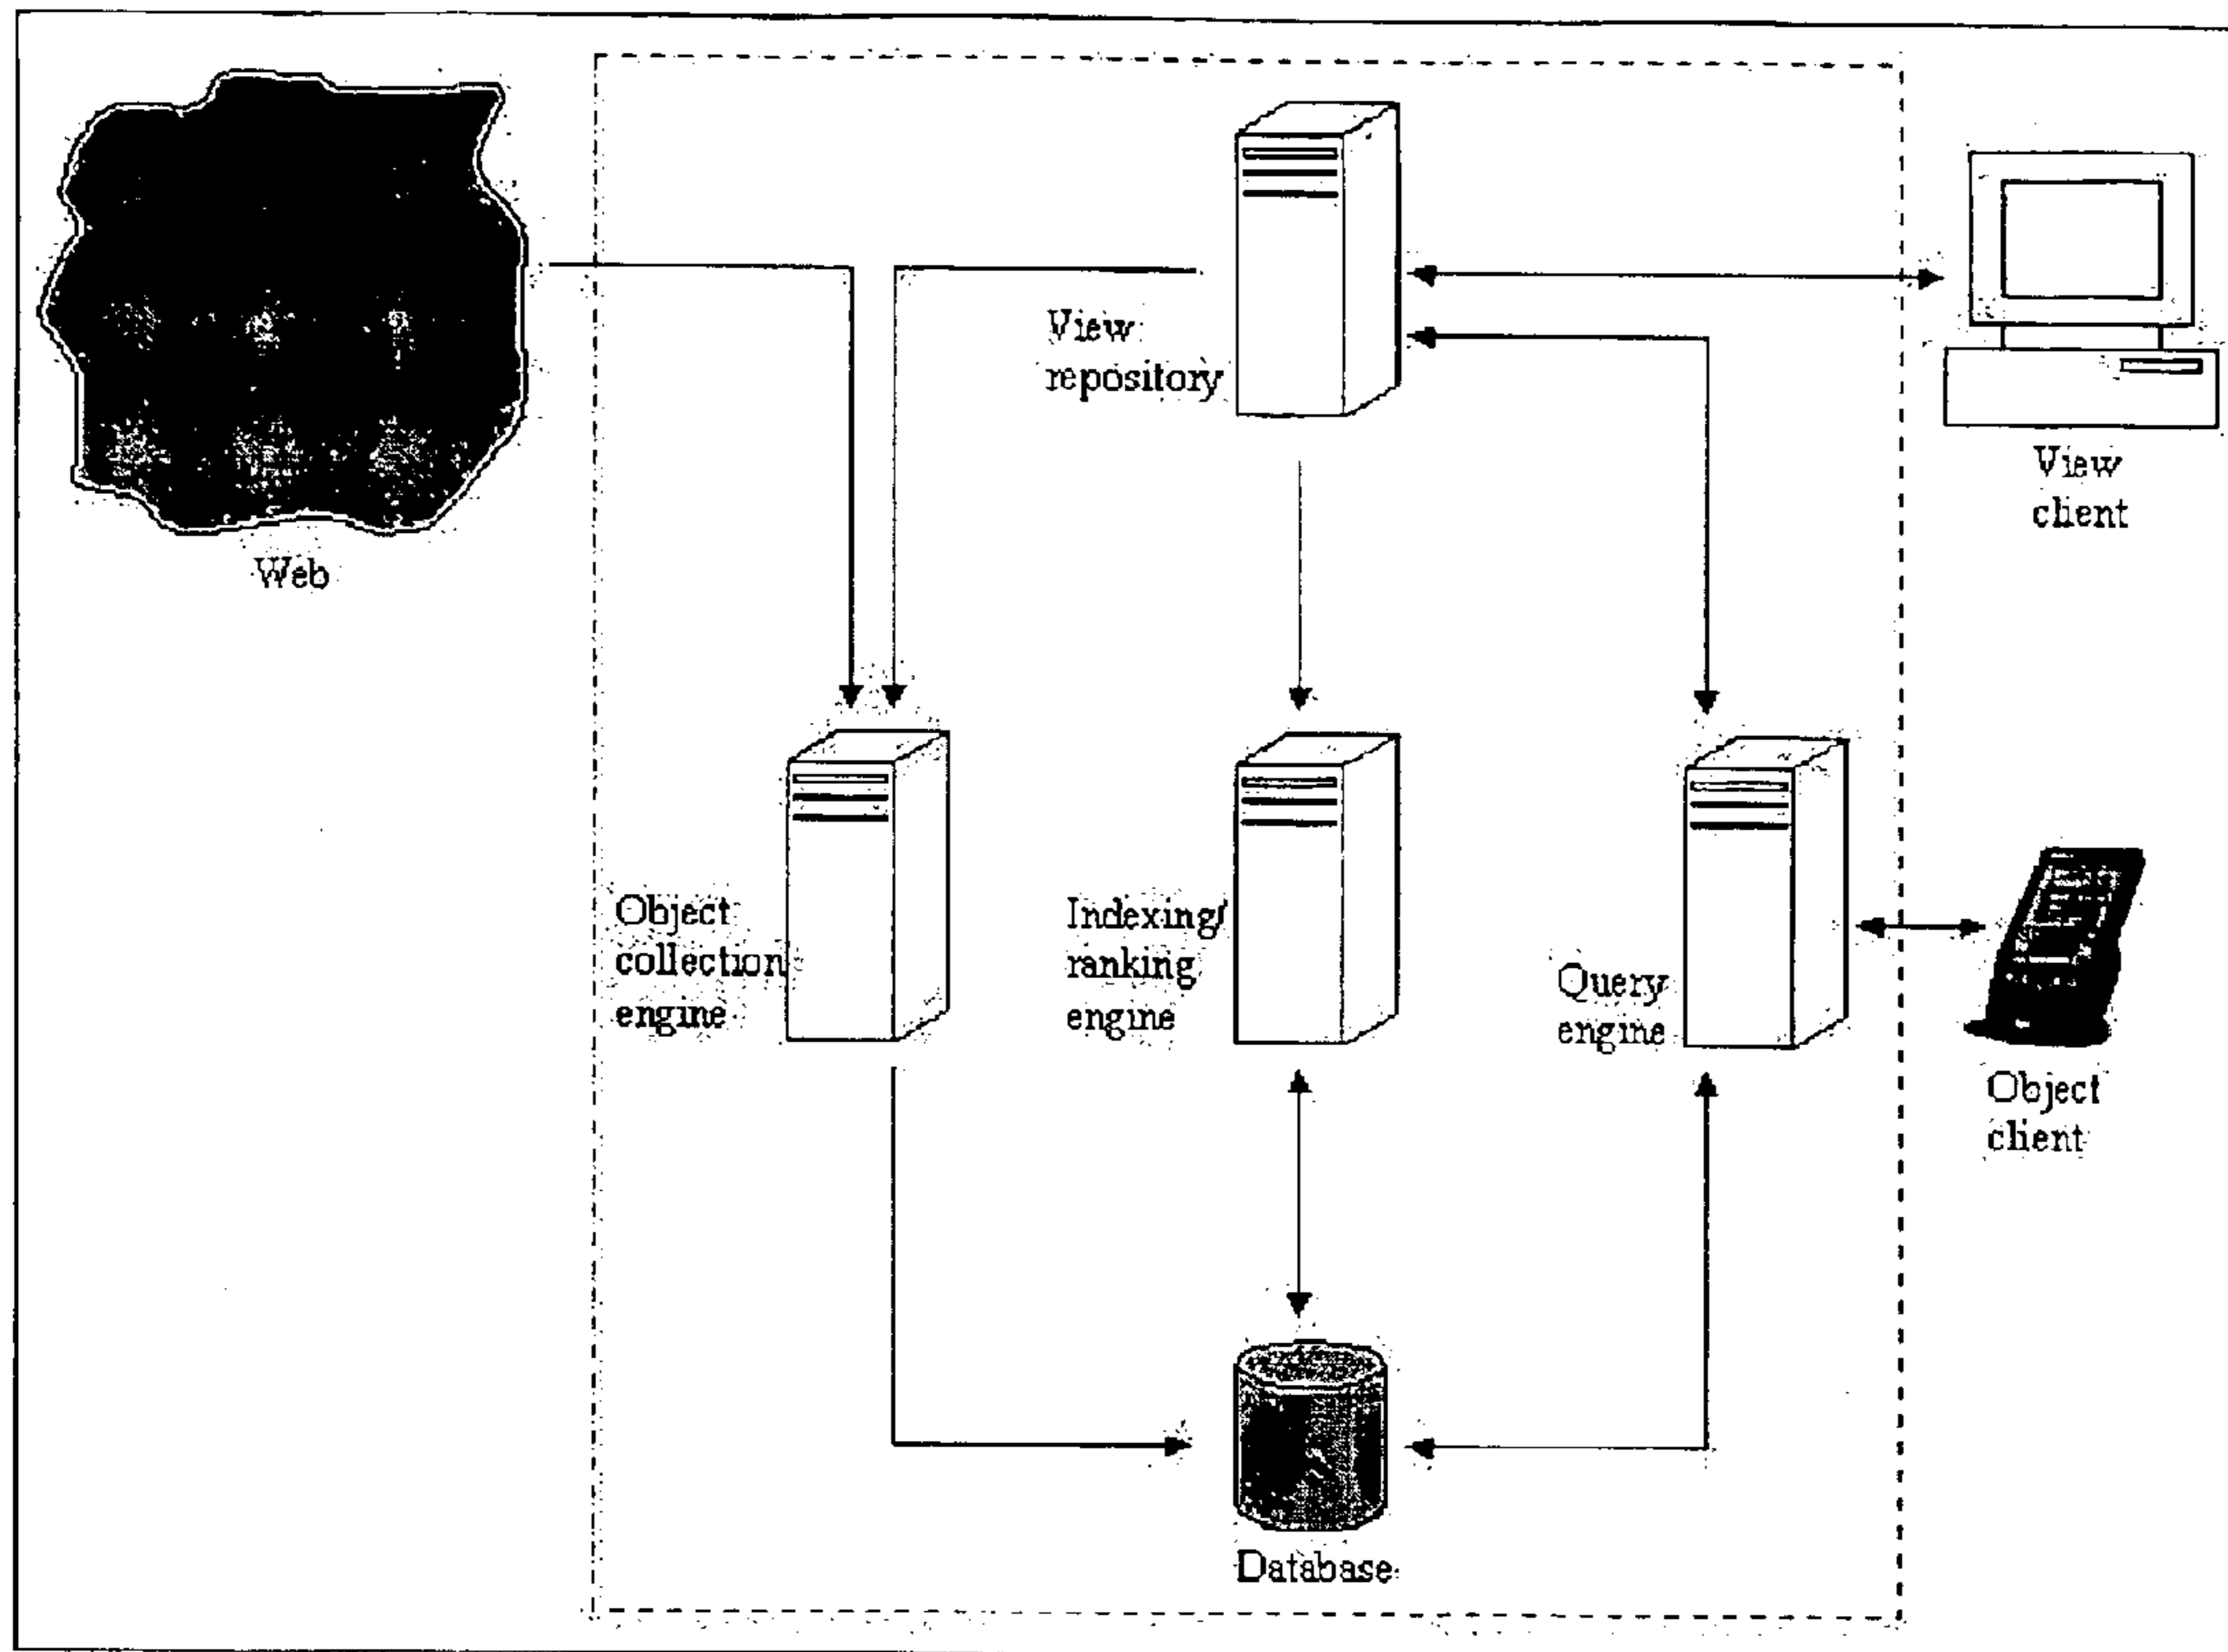 Web
View
repository
View
client
Object
collection
engine
Indexing/
ranking
engine
Query
engine
Object
client
Database